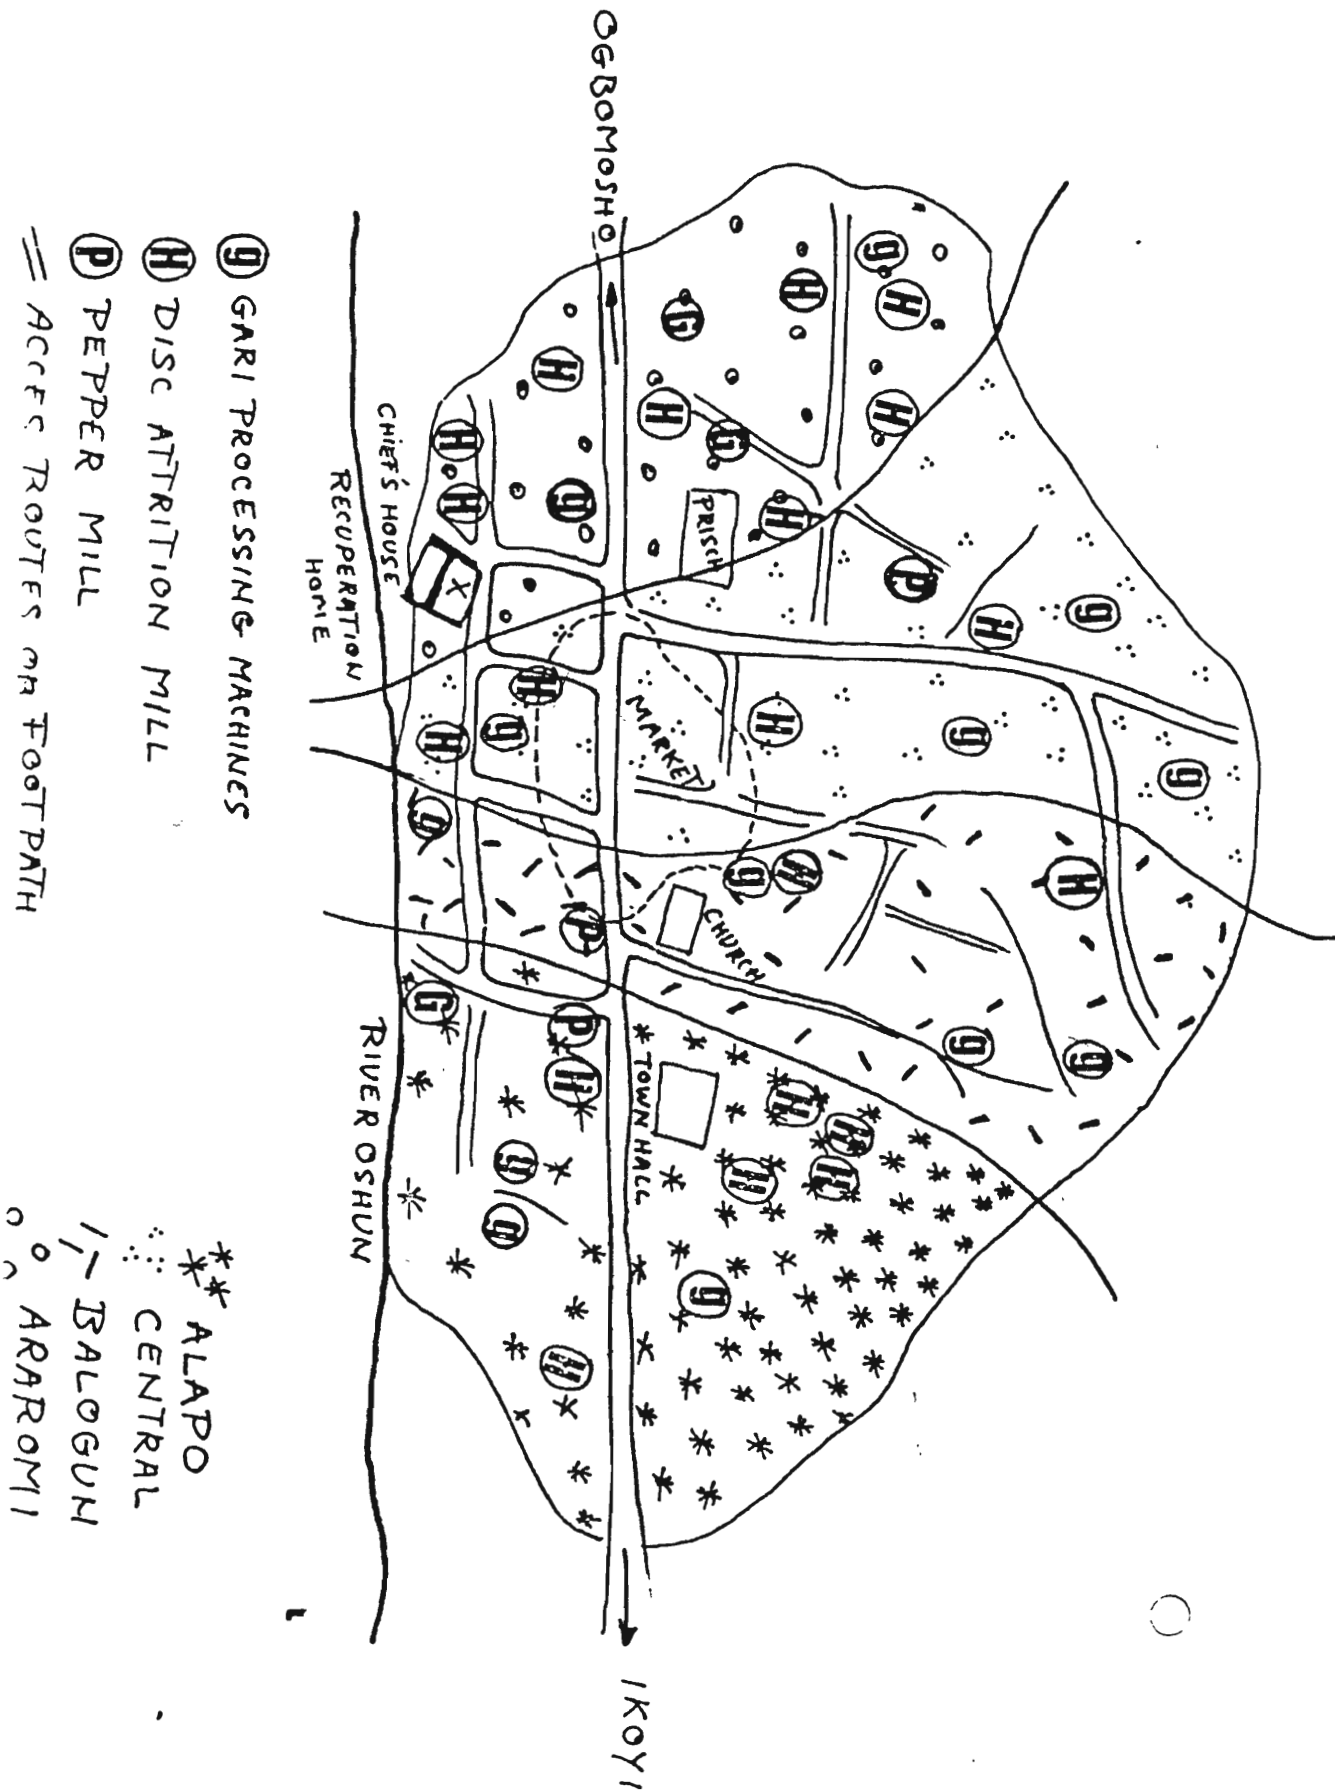 OGBOMOSHO
IKOYI
PRISCH
MARKET
CHURCH
TOWN HALL
CHIEF'S HOUSE
X
RECUPERATION
HOME
RIVER OSHUN
g GARI PROCESSING MACHINES
H DISC ATTRITION MILL
P PEPPER MILL
= ACCESS ROUTES OR FOOTPATH
ALAPO
CENTRAL
BALOGUN
ARAROMI
g
H
H
G
H
H
G
H
H
H
H
g
H
P
H
g
H
g
g
H
g
H
g
g
H
H
P
g
g
G
P
H
H
H
H
H
g
g
g
H